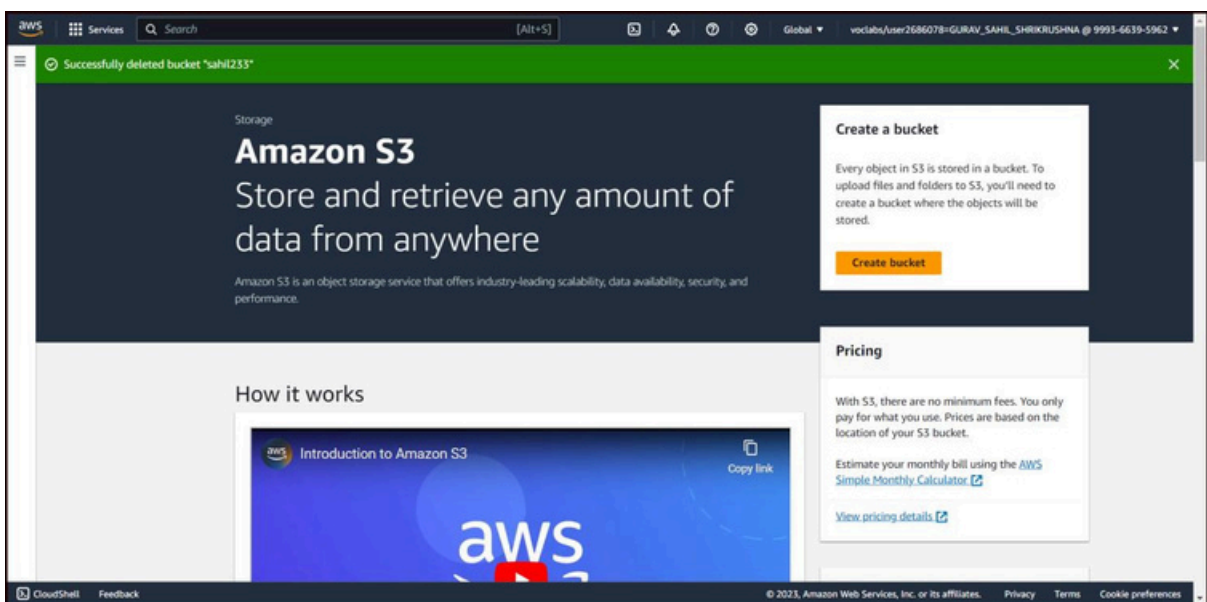 aws
Services
Search
[Alt+S]
Global
voclabs/user2686078=GURAV_SAHIL_SHRIKRUSHNA @ 9993-6639-5962
Successfully deleted bucket "sahil233"
Storage
Amazon S3
Store and retrieve any amount of
data from anywhere
Amazon S3 is an object storage service that offers industry-leading scalability, data availability, security, and
performance.
Create a bucket
Every object in S3 is stored in a bucket. To
upload files and folders to S3, you'll need to
create a bucket where the objects will be
stored.
Create bucket
Pricing
With S3, there are no minimum fees. You only
pay for what you use. Prices are based on the
location of your S3 bucket.
Estimate your monthly bill using the AWS
Simple Monthly Calculator
View pricing details
How it works
aws
Introduction to Amazon S3
Copy link
aws
CloudShell
Feedback
© 2023, Amazon Web Services, Inc. or its affiliates.
Privacy
Terms
Cookie preferences